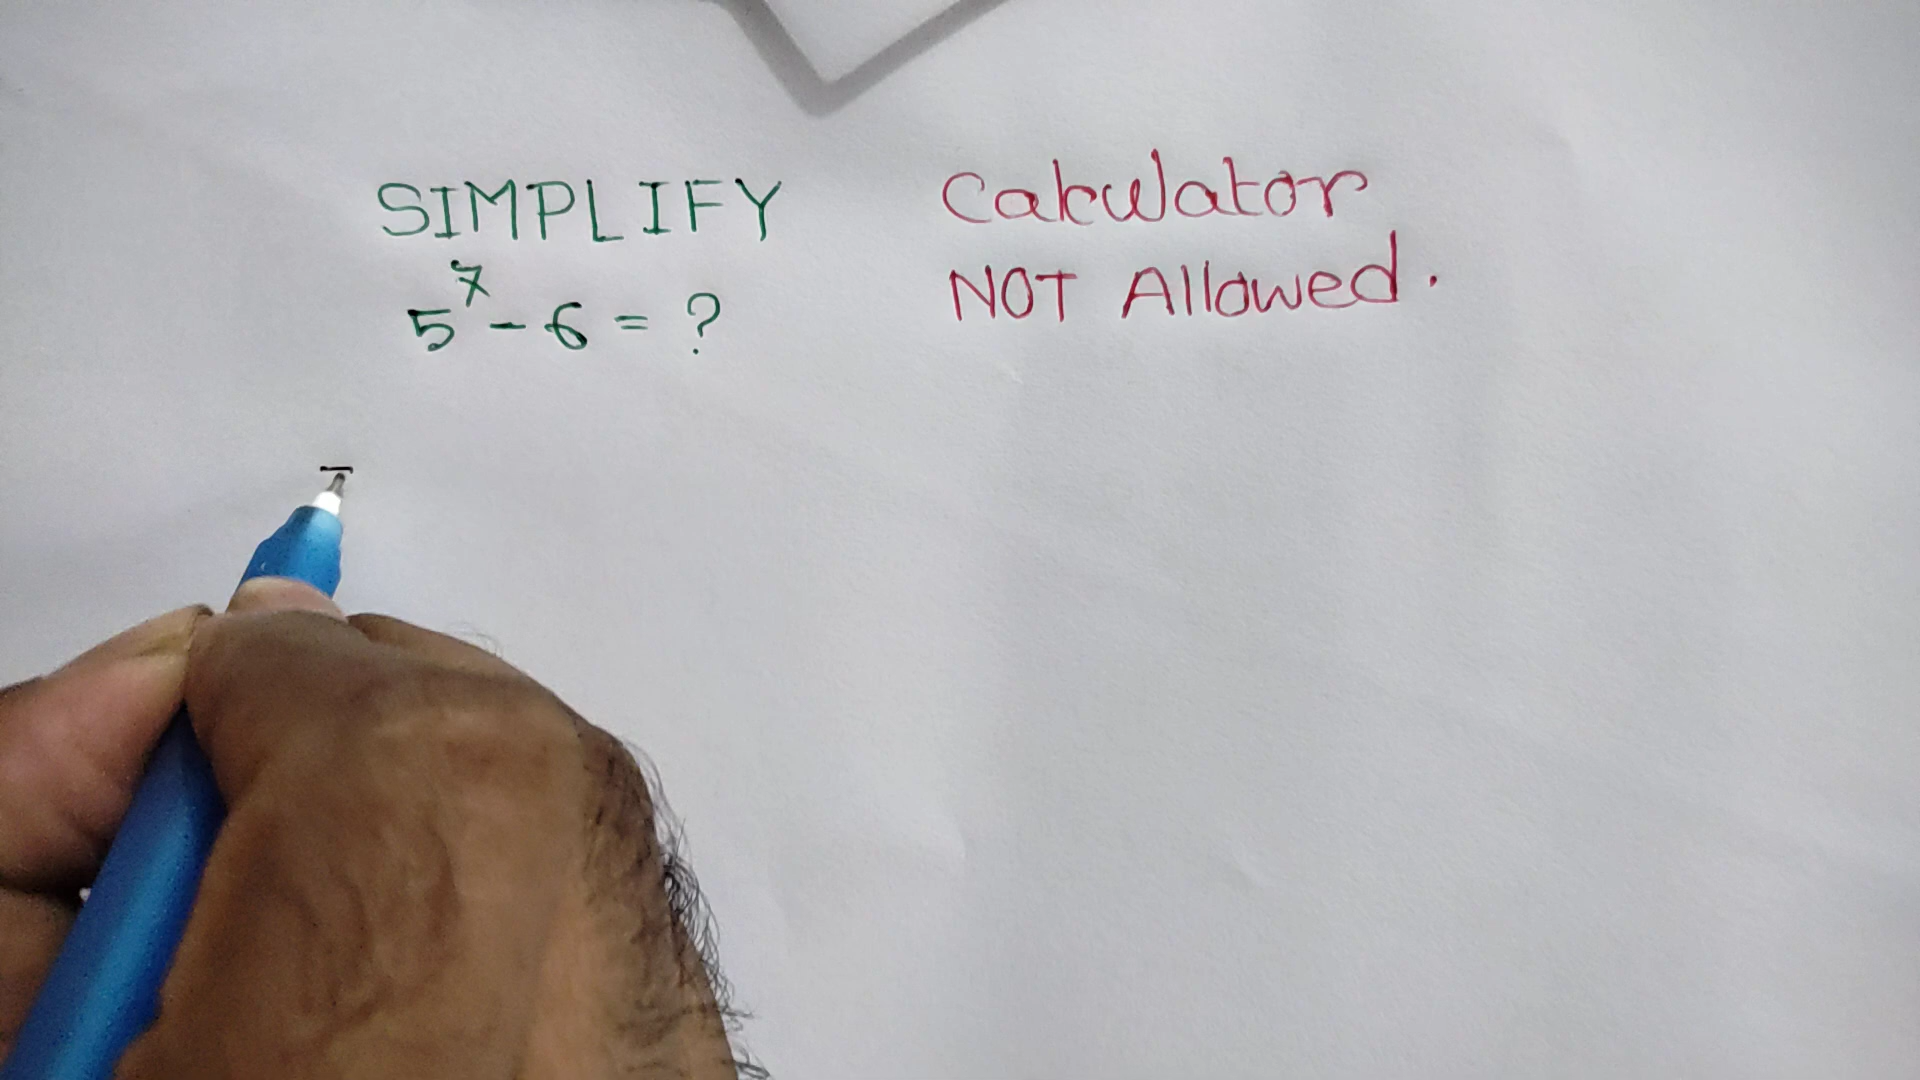 SIMPLIFY
5⁷ - 6 = ?
Calculator
NOT Allowed.